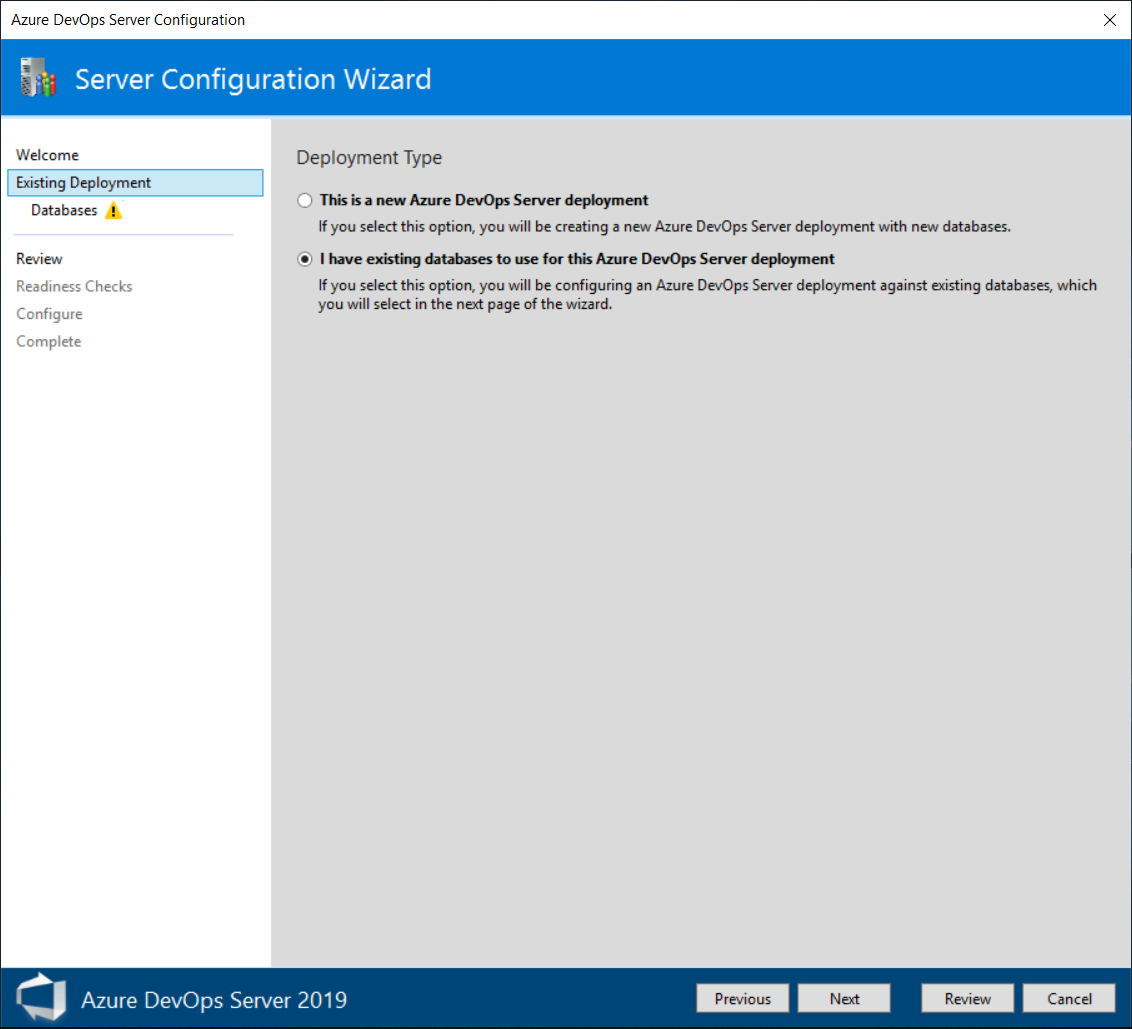 Azure DevOps Server Configuration
Server Configuration Wizard
Welcome
Existing Deployment
Databases
Review
Readiness Checks
Configure
Complete
Deployment Type
This is a new Azure DevOps Server deployment
If you select this option, you will be creating a new Azure DevOps Server deployment with new databases.
I have existing databases to use for this Azure DevOps Server deployment
If you select this option, you will be configuring an Azure DevOps Server deployment against existing databases, which
you will select in the next page of the wizard.
Azure DevOps Server 2019
Previous
Next
Review
Cancel